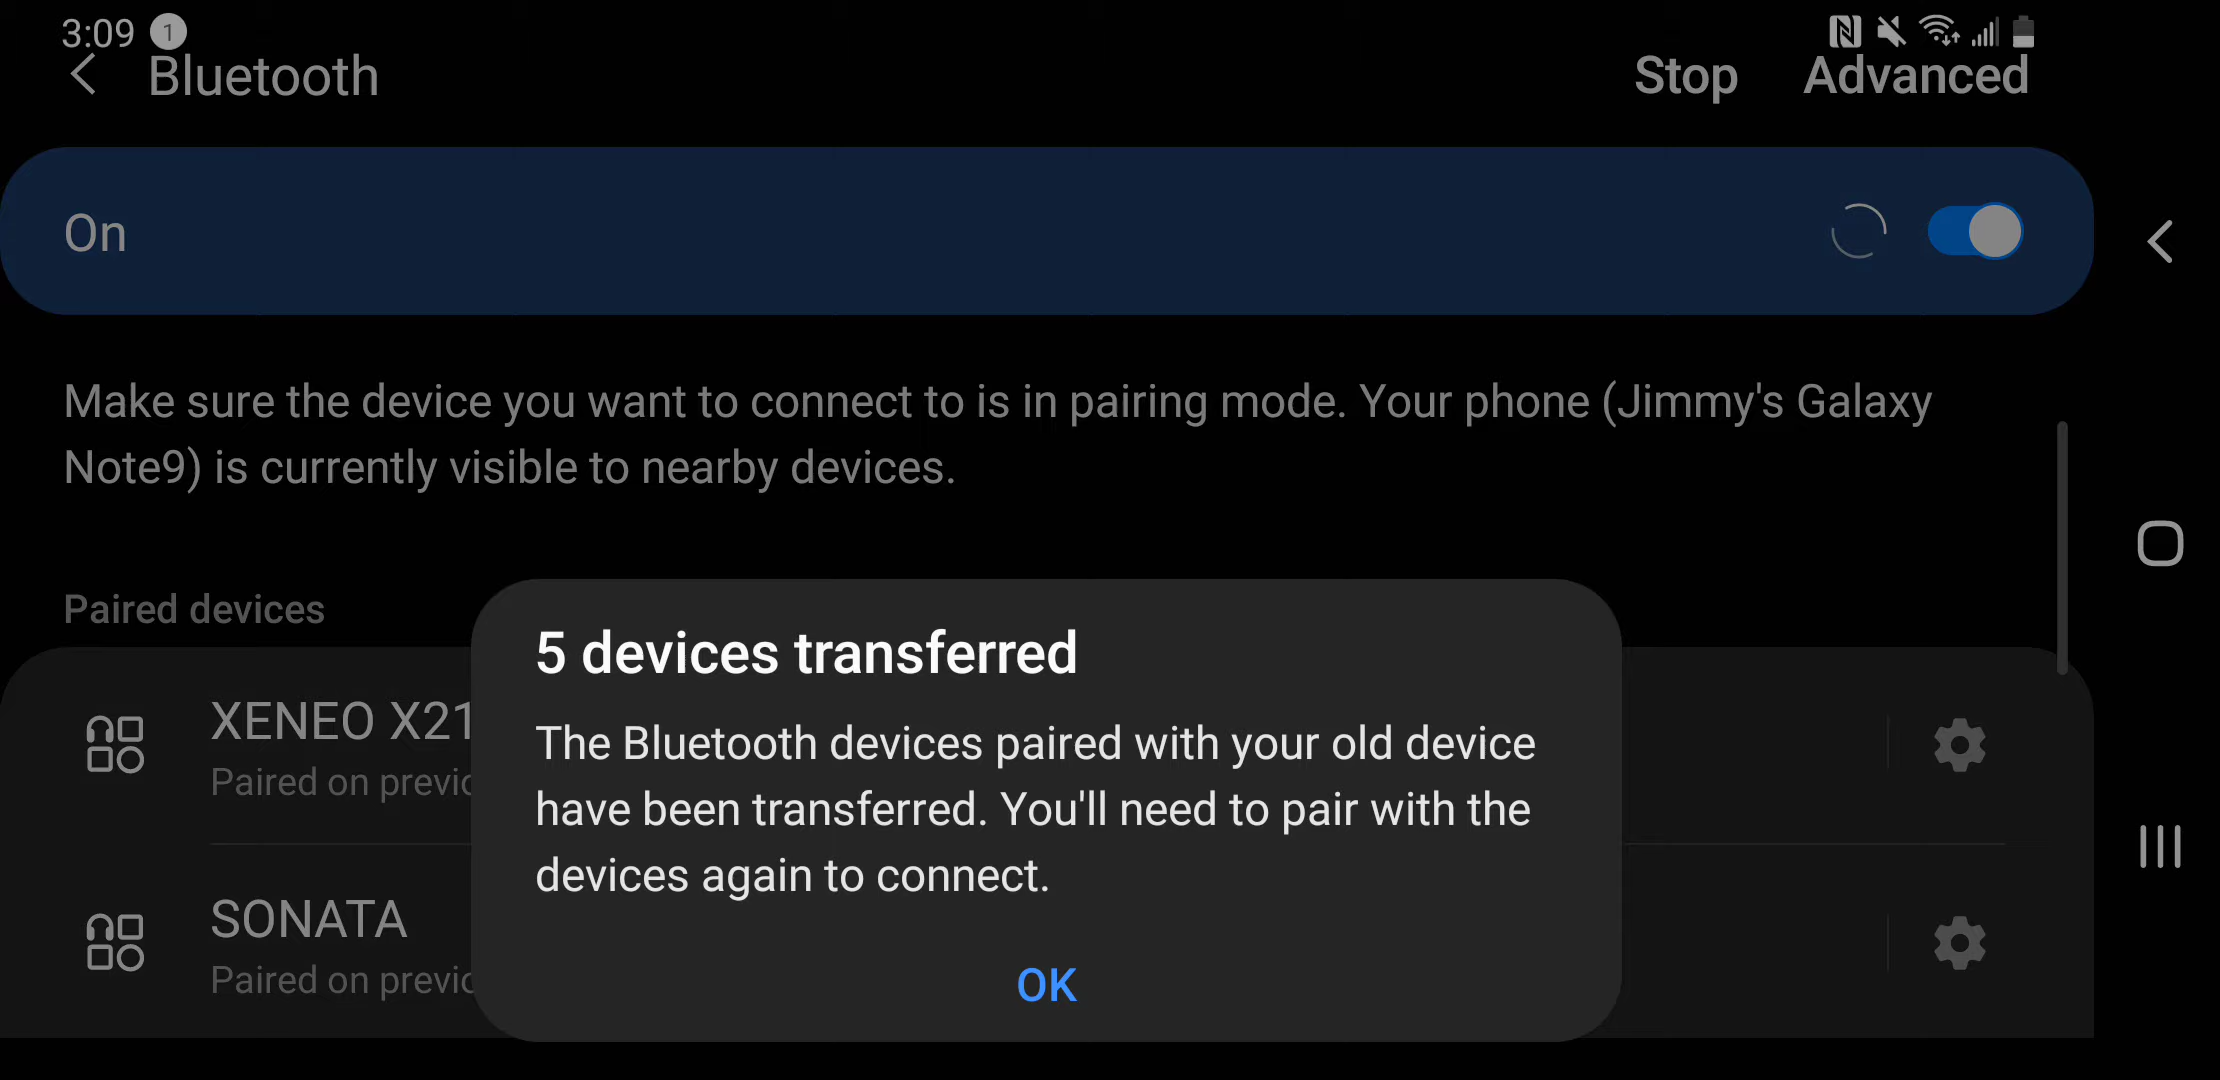 3:09 1
Bluetooth
Stop Advanced
On
Make sure the device you want to connect to is in pairing mode. Your phone (Jimmy's Galaxy
Note9) is currently visible to nearby devices.
Paired devices
XENEO X21
Paired on
SONATA
Paired on
5 devices transferred
The Bluetooth devices paired with your old device
have been transferred. You'll need to pair with the
devices again to connect.
OK